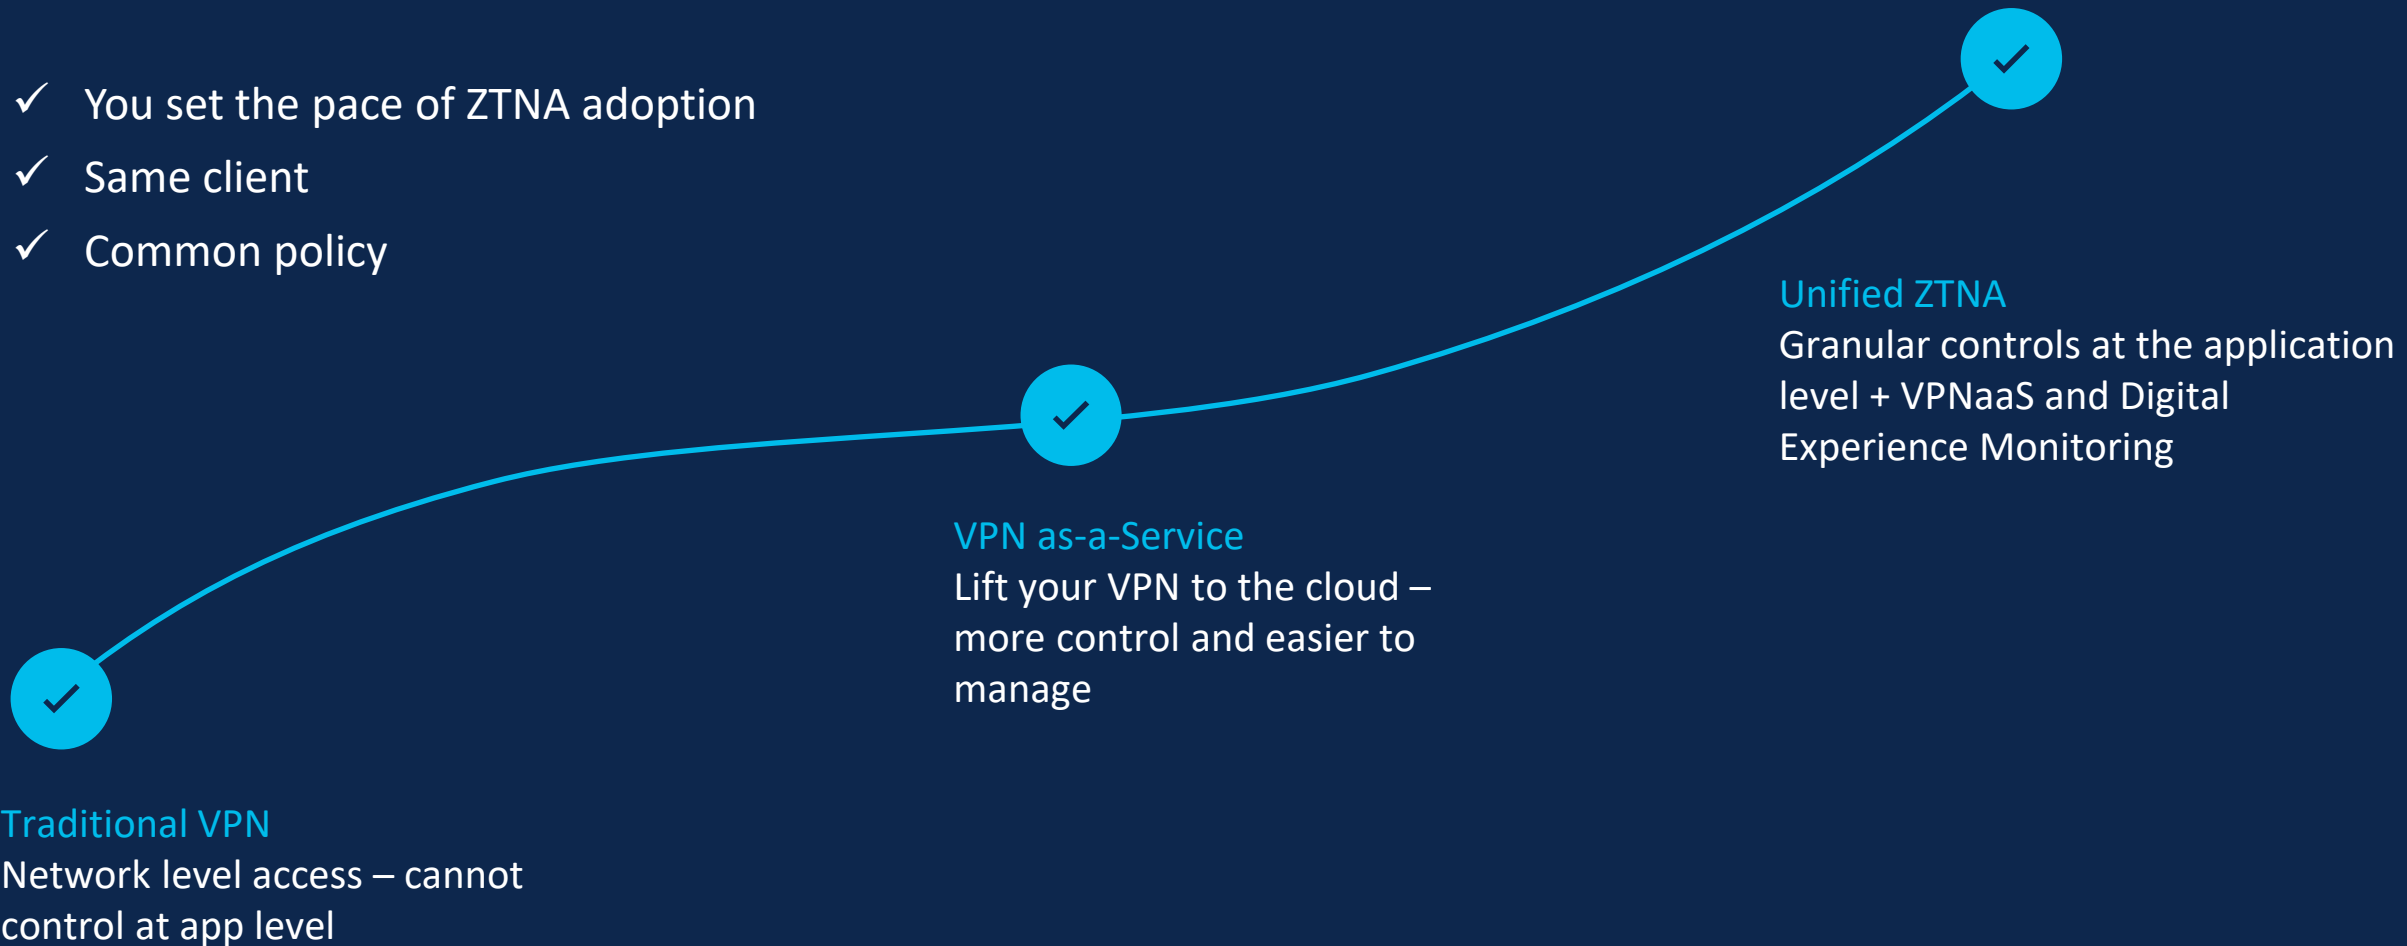 You set the pace of ZTNA adoption
Same client
Common policy
Unified ZTNA
Granular controls at the application
level + VPNaaS and Digital
Experience Monitoring
VPN as-a-Service
Lift your VPN to the cloud –
more control and easier to
manage
Traditional VPN
Network level access – cannot
control at app level